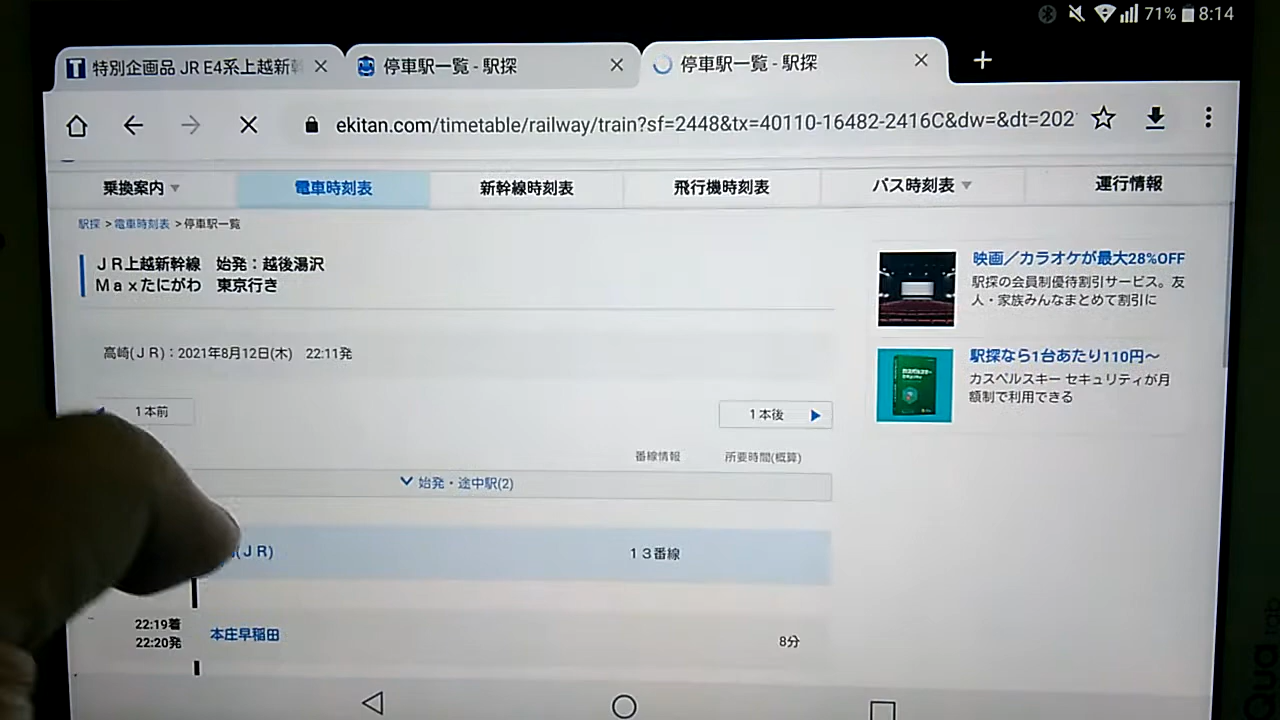 71% 8:14
特別企画品 JR E4系上越新幹
停車駅一覧 - 駅探
停車駅一覧 - 駅探
ekitan.com/timetable/railway/train?sf=2448&tx=40110-16482-2416C&dw=&dt=202
乗換案内
電車時刻表
新幹線時刻表
飛行機時刻表
バス時刻表
運行情報
駅探 >電車時刻表 >停車駅一覧
JR上越新幹線 始発:越後湯沢
Maxたにがわ 東京行き
高崎(JR):2021年8月12日(木) 22:11発
1本前
1本後
番線情報 所要時間(概算)
始発・途中駅(2)
(JR) 13番線
22:19着
22:20発
本庄早稲田 8分
映画/カラオケが最大28%OFF
駅探の会員制優待割引サービス。友
人・家族みんなまとめて割引に
駅探なら1台あたり110円～
カスペルスキー セキュリティが月
額制で利用できる
Qua tab